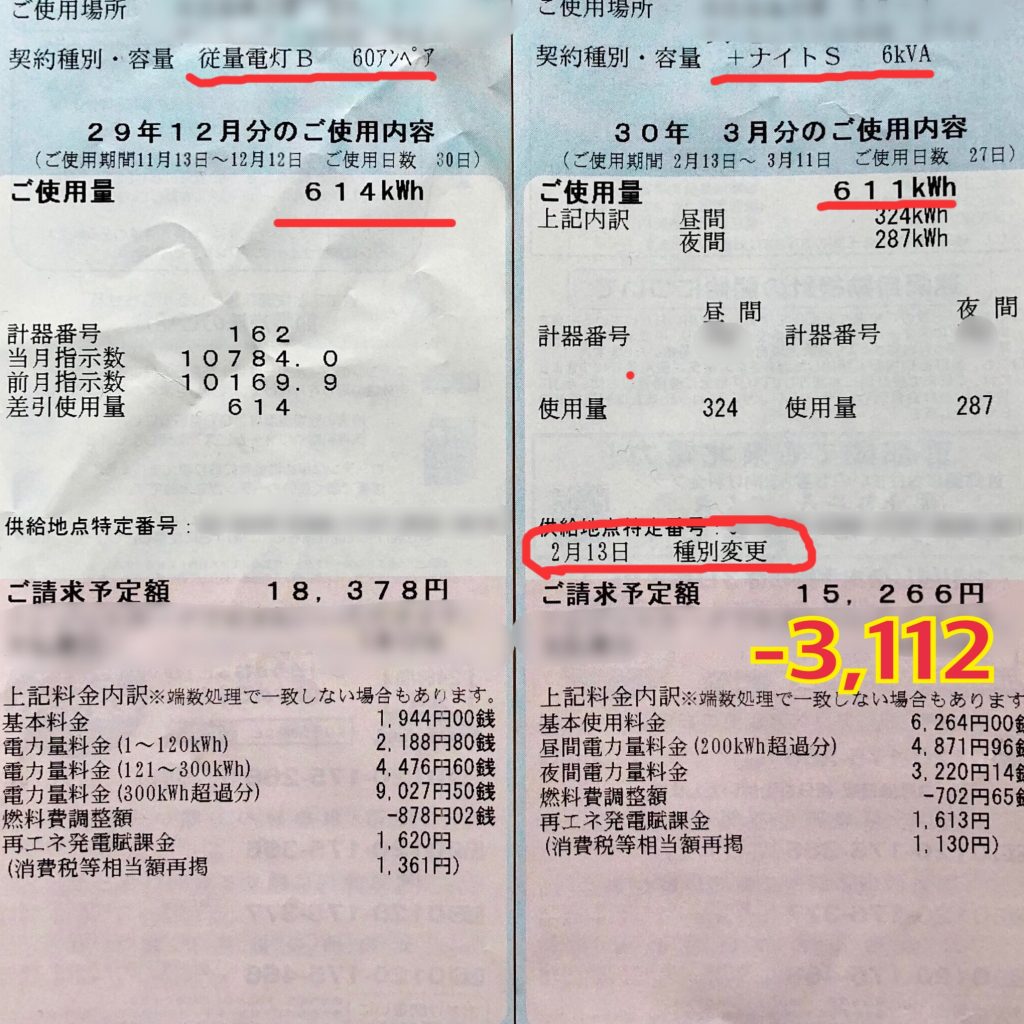 ご使用場所
契約種別・容量 従量電灯B 60アンペア
29年12月分のご使用内容
(ご使用期間11月13日~12月12日 ご使用日数 30日)
ご使用量 614kWh
計器番号 162
当月指示数 10784.0
前月指示数 10169.9
差引使用量 614
供給地点特定番号:
ご請求予定額 18,378円
上記料金内訳※端数処理で一致しない場合もあります。
基本料金 1,944円00銭
電力量料金(1~120kWh) 2,188円80銭
電力量料金(121~300kWh) 4,476円60銭
電力量料金(300kWh超過分) 9,027円50銭
燃料費調整額 -878円02銭
再エネ発電賦課金 1,620円
(消費税等相当額再掲 1,361円)
ご使用場所
契約種別・容量 +ナイトS 6kVA
30年 3月分のご使用内容
(ご使用期間 2月13日~ 3月11日 ご使用日数 27日)
ご使用量 611kWh
上記内訳 昼間 324kWh
夜間 287kWh
昼間 夜間
計器番号 計器番号
使用量 324 使用量 287
供給地点特定番号:
2月13日 種別変更
ご請求予定額 15,266円
-3,112
上記料金内訳※端数処理で一致しない場合もあります
基本使用料金 6,264円00銭
昼間電力量料金(200kWh超過分) 4,871円96銭
夜間電力量料金 3,220円14銭
燃料費調整額 -702円65銭
再エネ発電賦課金 1,613円
(消費税等相当額再掲 1,130円)